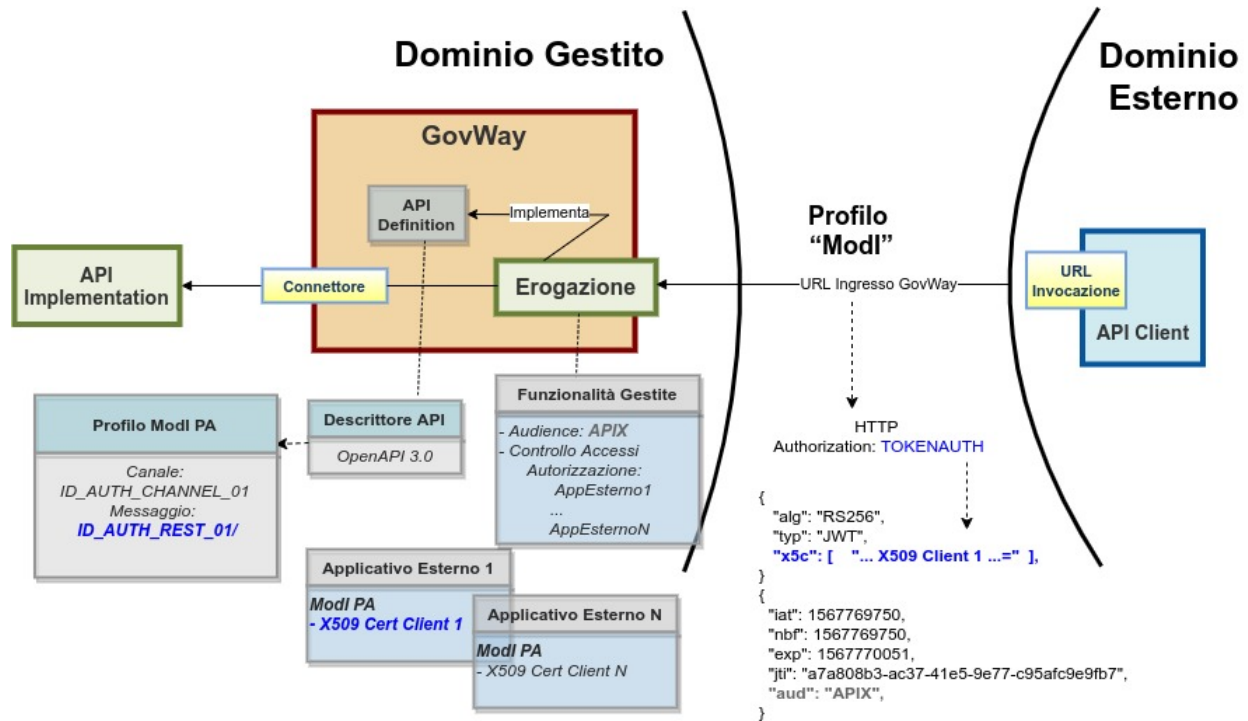 Dominio Gestito
Dominio
Esterno
GovWay
API
Definition
Implementa
Profilo
“ModI”
API
Implementation
Connettore
Erogazione
URL Ingresso GovWay
URL
Invocazione
API Client
Profilo ModI PA
Canale:
ID_AUTH_CHANNEL_01
Messaggio:
ID_AUTH_REST_01/
Descrittore API
OpenAPI 3.0
Funzionalità Gestite
- Audience: APIX
- Controllo Accessi
Autorizzazione:
AppEsterno1
...
AppEsternoN
Applicativo Esterno 1
ModI PA
- X509 Cert Client 1
Applicativo Esterno N
ModI PA
- X509 Cert Client N
HTTP
Authorization: TOKENAUTH
{
"alg": "RS256",
"typ": "JWT",
"x5c": [ "... X509 Client 1 ...=" ],
}
{
"iat": 1567769750,
"nbf": 1567769750,
"exp": 1567770051,
"jti": "a7a808b3-ac37-41e5-9e77-c95afc9e9fb7",
"aud": "APIX",
}